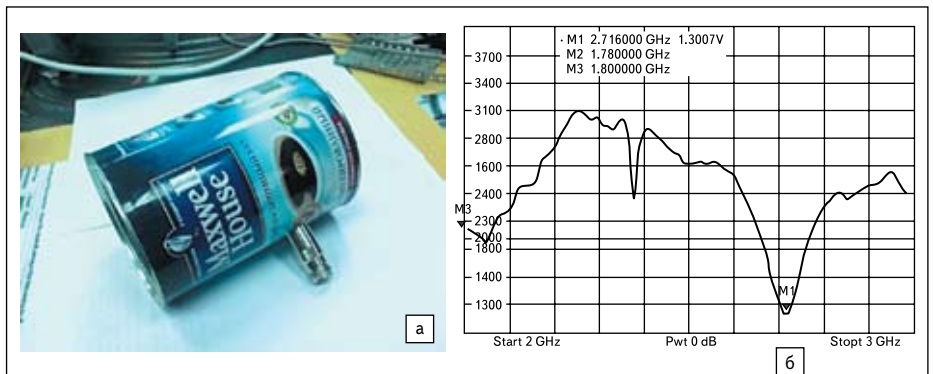 Maxwell
House
а
· M1 2.716000 GHz 1.3007V
M2 1.780000 GHz
M3 1.800000 GHz
3700
3400
3100
2800
1600
2400
M3
2300
2000
1800
1400
M1
1300
Start 2 GHz Pwt 0 dB Stopt 3 GHz
б